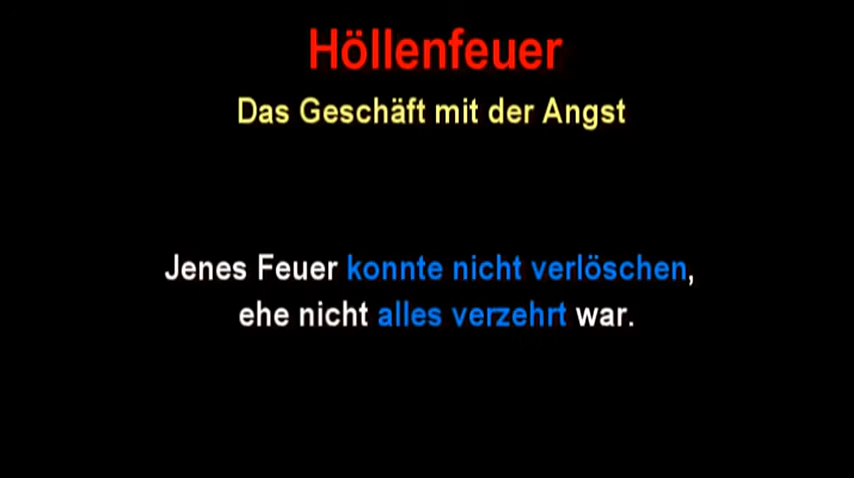 Höllenfeuer
Das Geschäft mit der Angst
Jenes Feuer konnte nicht verlöschen,
ehe nicht alles verzehrt war.